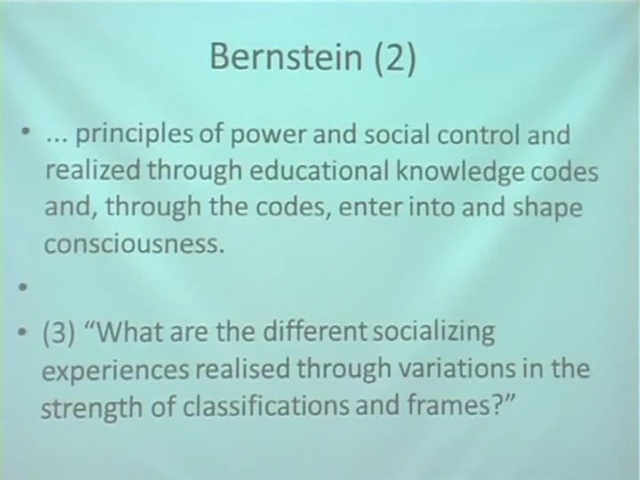 Bernstein (2)
• ... principles of power and social control and
realized through educational knowledge codes
and, through the codes, enter into and shape
consciousness.
•
• (3) “What are the different socializing
experiences realised through variations in the
strength of classifications and frames?”